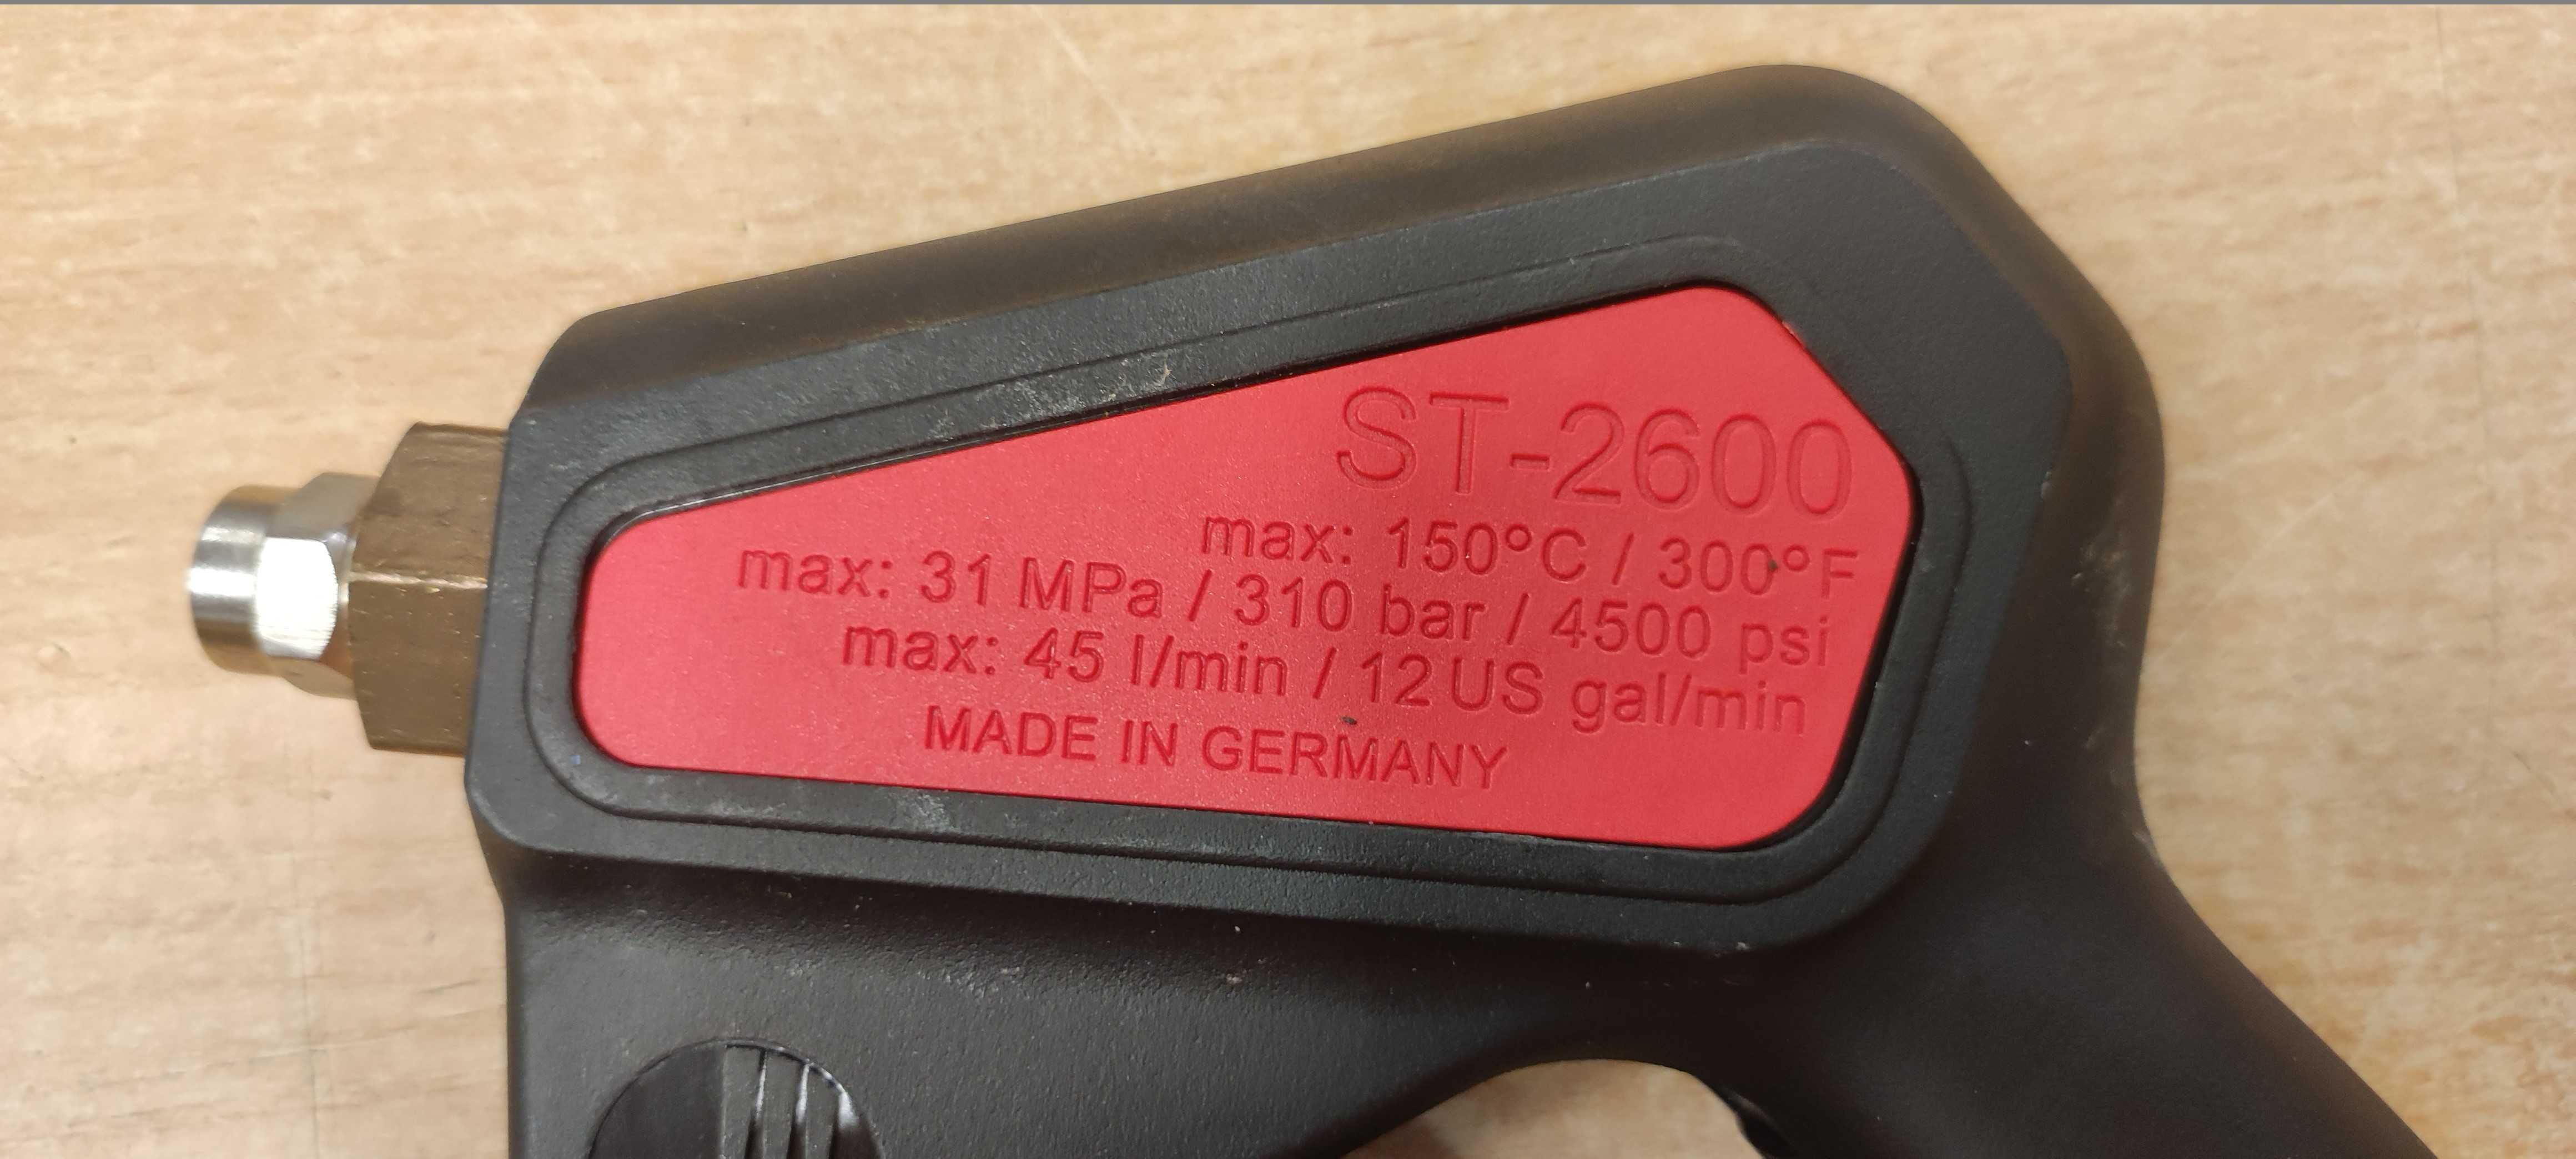 ST-2600
max: 150°C / 300°F
max: 31 MPa / 310 bar / 4500 psi
max: 45 l/min / 12 US gal/min
MADE IN GERMANY